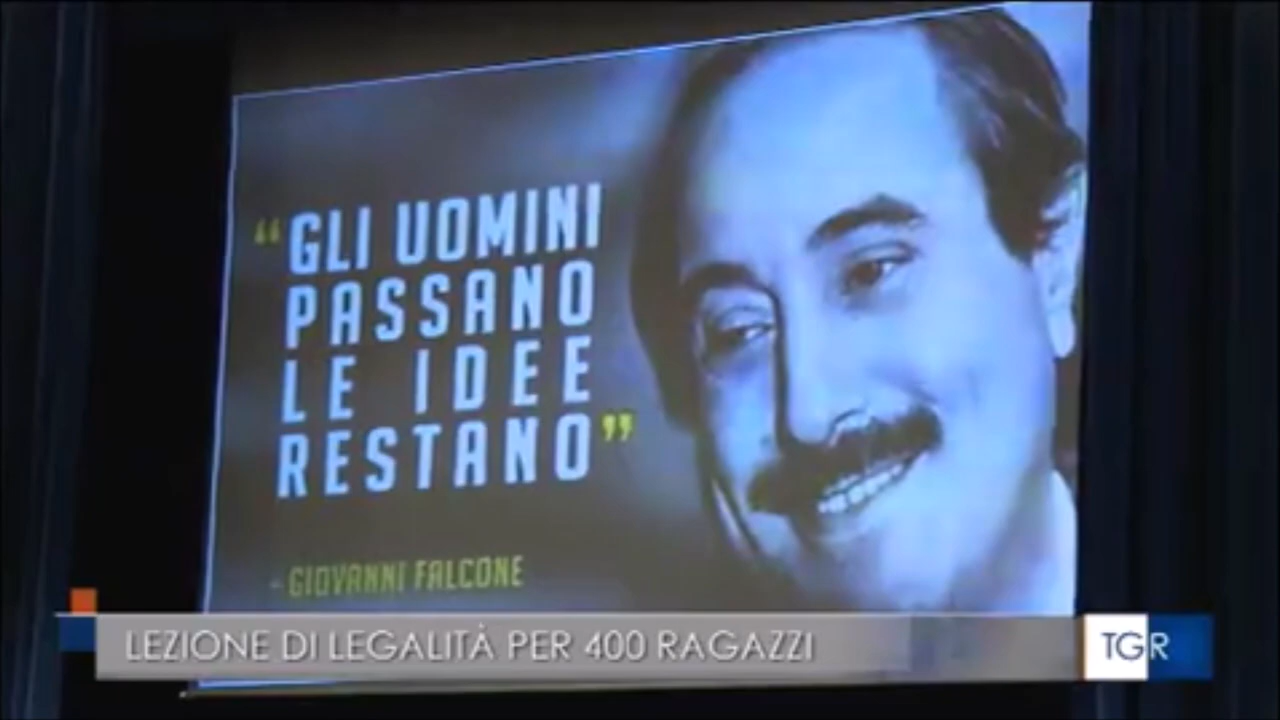 “GLI UOMINI
PASSANO
LE IDEE
RESTANO”
- GIOVANNI FALCONE
LEZIONE DI LEGALITÀ PER 400 RAGAZZI
TGR